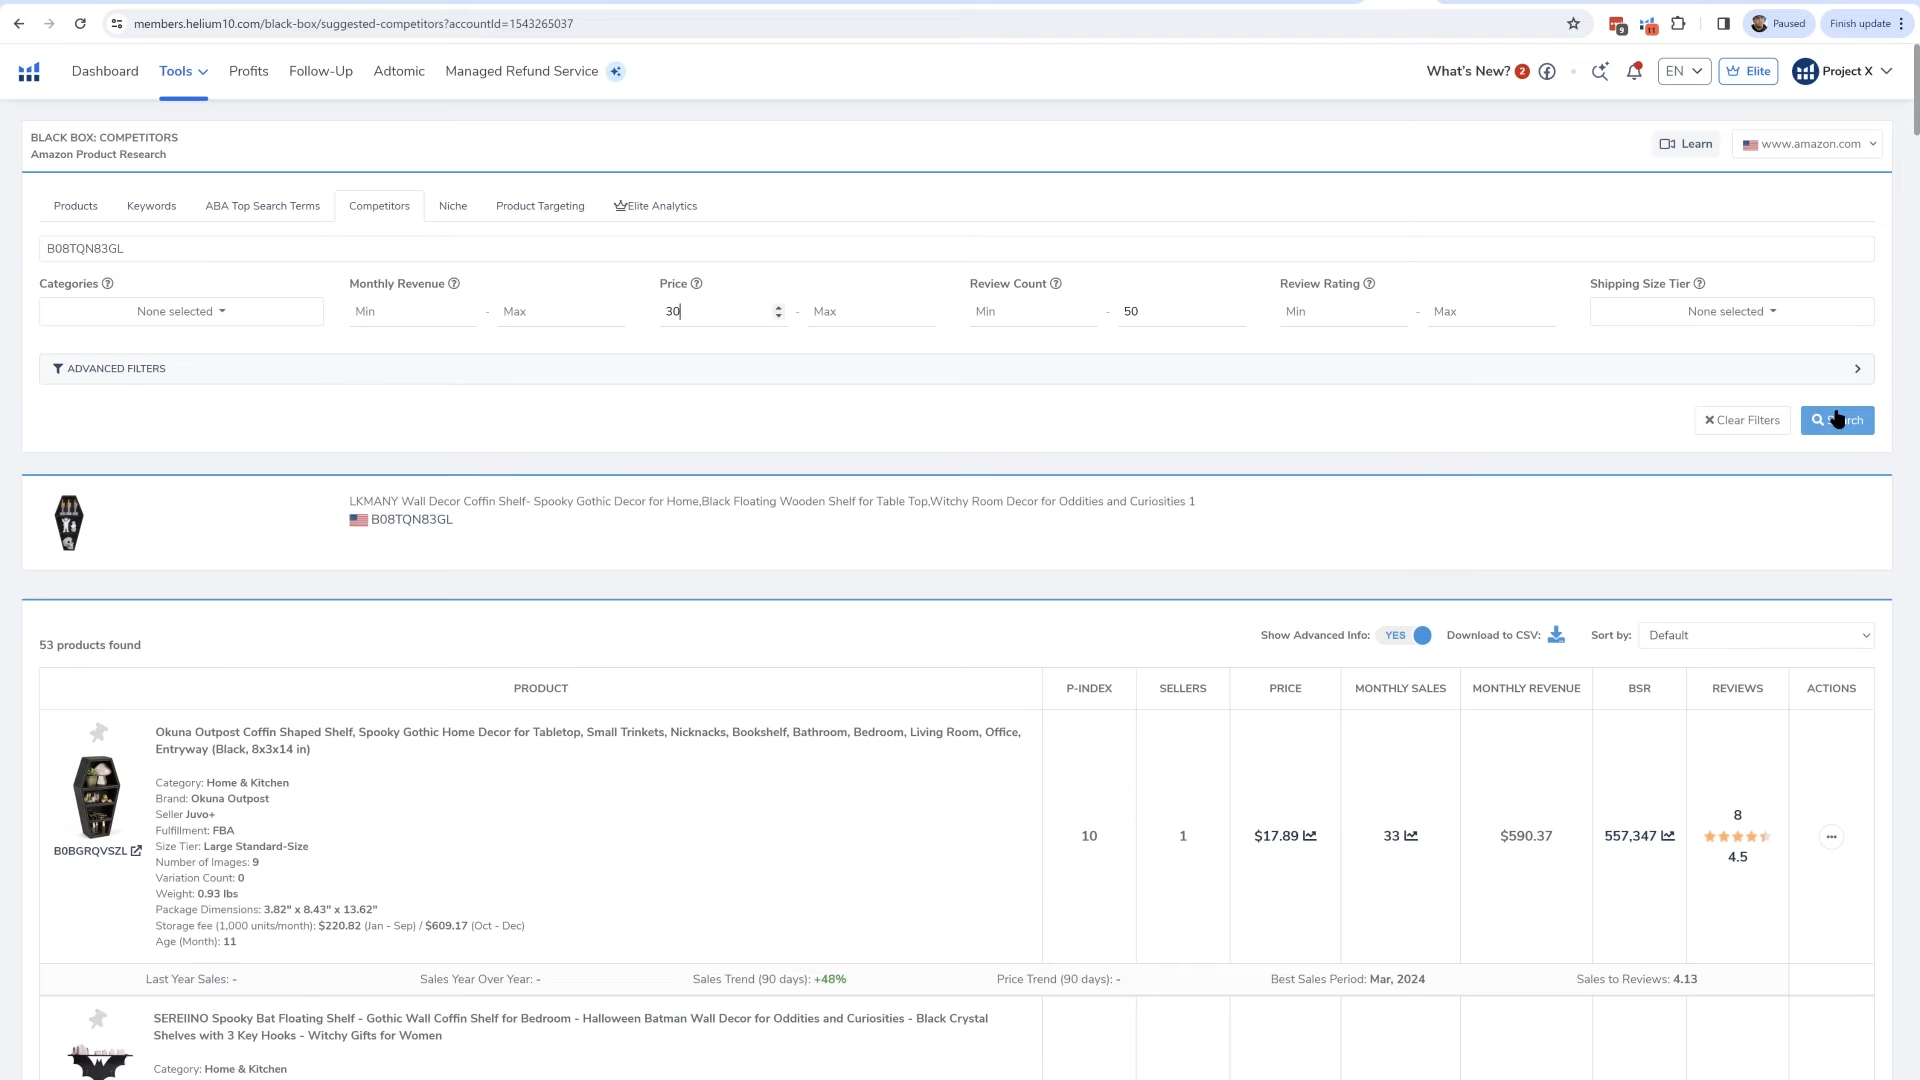 members.helium10.com/black-box/suggested-competitors?accountId=1543265037
9
11
Paused
Finish update
Dashboard
Tools
Profits
Follow-Up
Adtomic
Managed Refund Service
What's New? 2
EN
Elite
Project X
BLACK BOX: COMPETITORS
Amazon Product Research
Learn
www.amazon.com
Products
Keywords
ABA Top Search Terms
Competitors
Niche
Product Targeting
Elite Analytics
B08TQN83GL
Categories
Monthly Revenue
Price
Review Count
Review Rating
Shipping Size Tier
None selected
Min - Max
30 - Max
Min - 50
Min - Max
None selected
ADVANCED FILTERS
Clear Filters
LKMANY Wall Decor Coffin Shelf- Spooky Gothic Decor for Home,Black Floating Wooden Shelf for Table Top,Witchy Room Decor for Oddities and Curiosities 1
B08TQN83GL
53 products found
Show Advanced Info: YES
Download to CSV:
Sort by: Default
PRODUCT
P-INDEX
SELLERS
PRICE
MONTHLY SALES
MONTHLY REVENUE
BSR
REVIEWS
ACTIONS
Okuna Outpost Coffin Shaped Shelf, Spooky Gothic Home Decor for Tabletop, Small Trinkets, Nicknacks, Bookshelf, Bathroom, Bedroom, Living Room, Office,
Entryway (Black, 8x3x14 in)
Category: Home & Kitchen
Brand: Okuna Outpost
Seller Juvo+
Fulfillment: FBA
Size Tier: Large Standard-Size
Number of Images: 9
Variation Count: 0
Weight: 0.93 lbs
Package Dimensions: 3.82" x 8.43" x 13.62"
Storage fee (1,000 units/month): $220.82 (Jan - Sep) / $609.17 (Oct - Dec)
Age (Month): 11
B0BGRQVSZL
10
1
$17.89
33
$590.37
557,347
8
4.5
Last Year Sales: -
Sales Year Over Year: -
Sales Trend (90 days): +48%
Price Trend (90 days): -
Best Sales Period: Mar, 2024
Sales to Reviews: 4.13
SEREIINO Spooky Bat Floating Shelf - Gothic Wall Coffin Shelf for Bedroom - Halloween Batman Wall Decor for Oddities and Curiosities - Black Crystal
Shelves with 3 Key Hooks - Witchy Gifts for Women
Category: Home & Kitchen